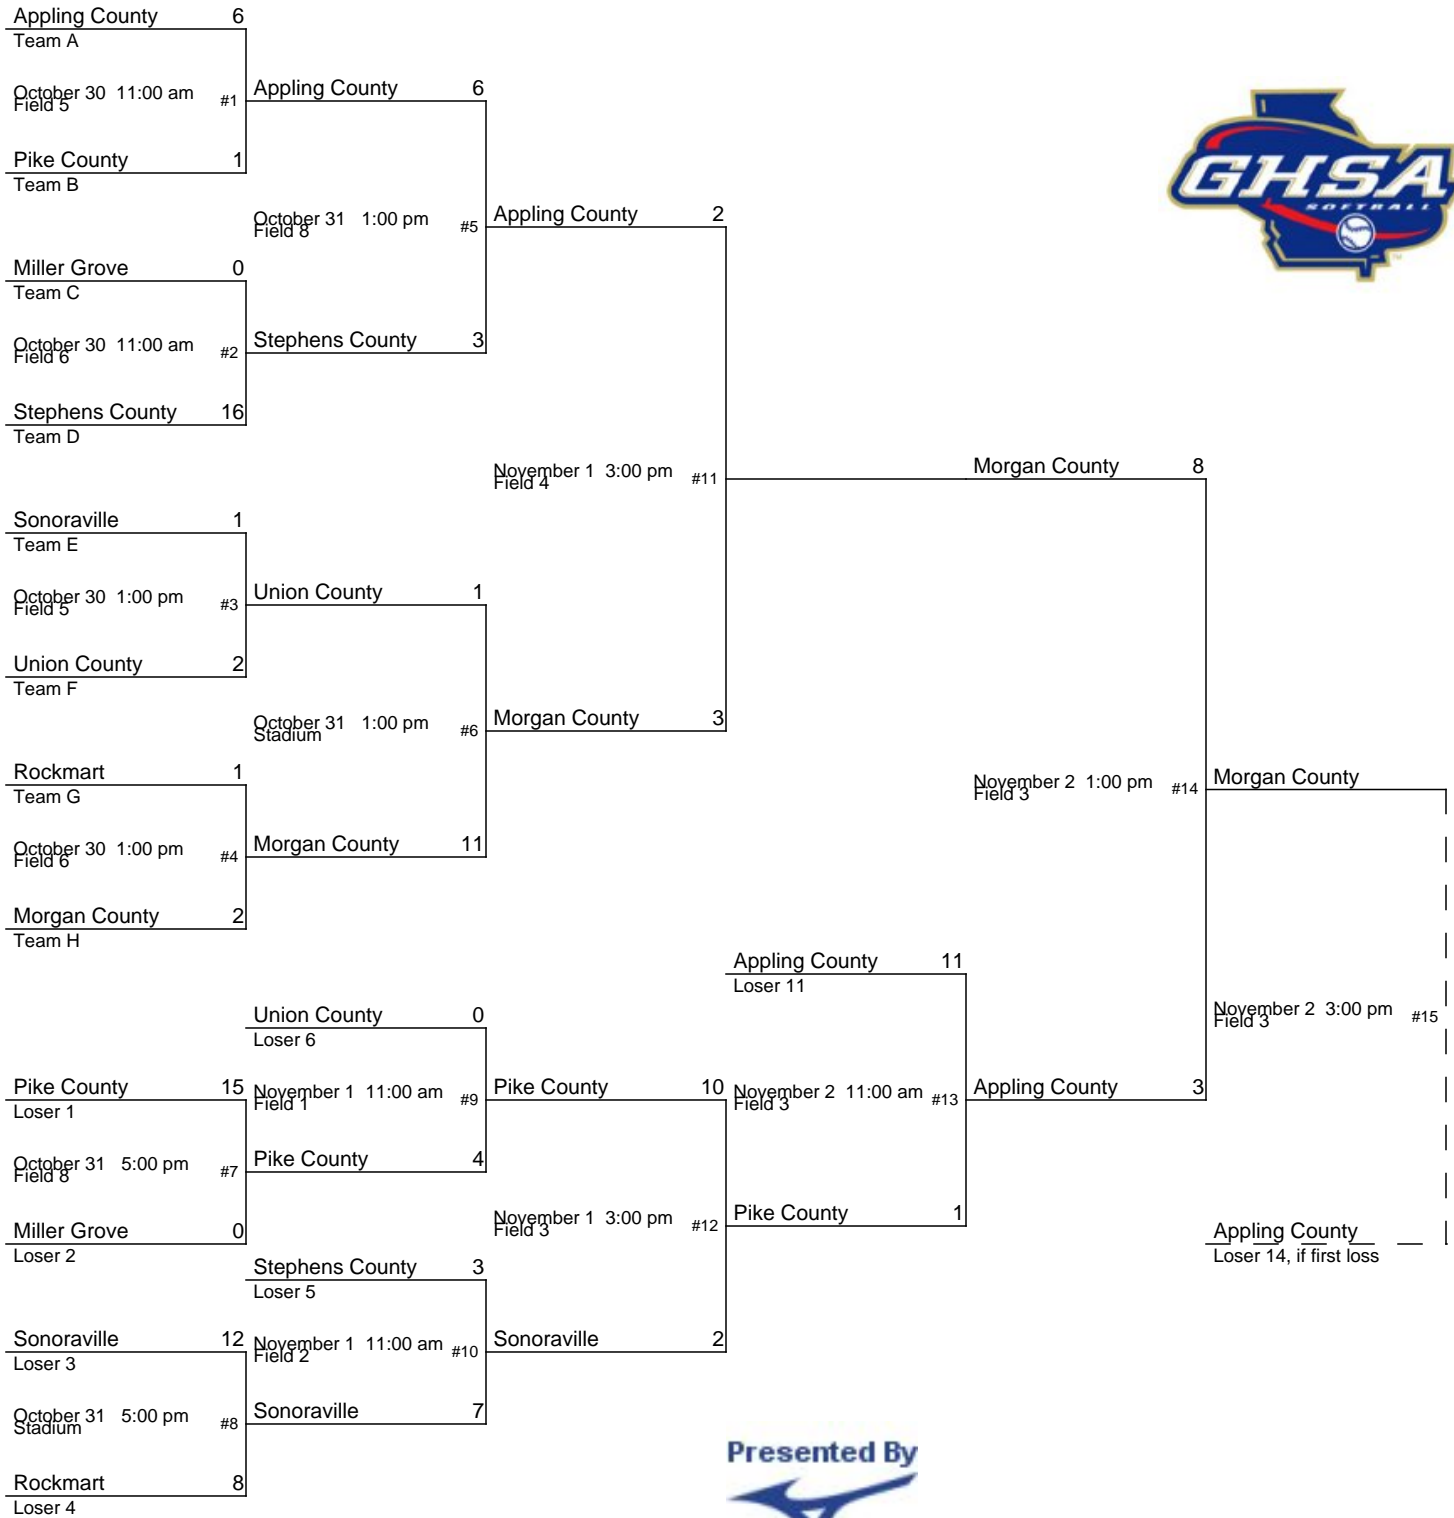 Appling County 6
Team A
October 30 11:00 am
Field 5
#1
Pike County 1
Team B
Appling County 6
October 31 1:00 pm
Field 8
#5
Miller Grove 0
Team C
October 30 11:00 am
Field 6
#2
Stephens County 3
Stephens County 16
Team D
Appling County 2
November 1 3:00 pm
Field 4
#11
Sonoraville 1
Team E
October 30 1:00 pm
Field 5
#3
Union County 1
Union County 2
Team F
October 31 1:00 pm
Stadium
#6
Morgan County 3
Rockmart 1
Team G
October 30 1:00 pm
Field 6
#4
Morgan County 11
Morgan County 2
Team H
GHSA
SOFTBALL
TM
Morgan County 8
November 2 1:00 pm
Field 3
#14
Morgan County
Union County 0
Loser 6
Pike County 15
Loser 1
November 1 11:00 am
Field 1
#9
October 31 5:00 pm
Field 8
#7
Pike County 4
Miller Grove 0
Loser 2
Pike County 10
November 1 3:00 pm
Field 3
#12
Stephens County 3
Loser 5
Sonoraville 12
Loser 3
November 1 11:00 am
Field 2
#10
Sonoraville 2
October 31 5:00 pm
Stadium
#8
Sonoraville 7
Rockmart 8
Loser 4
Appling County 11
Loser 11
November 2 11:00 am
Field 3
#13
Appling County 3
Pike County 1
November 2 3:00 pm
Field 3
#15
Appling County
Loser 14, if first loss
Presented By